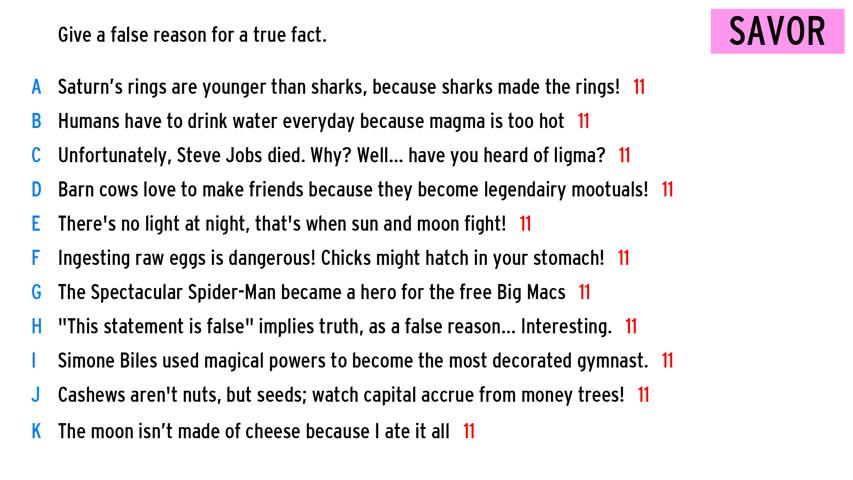 Give a false reason for a true fact.
SAVOR
A Saturn’s rings are younger than sharks, because sharks made the rings! 11
B Humans have to drink water everyday because magma is too hot 11
C Unfortunately, Steve Jobs died. Why? Well... have you heard of ligma? 11
D Barn cows love to make friends because they become legendairy mootuals! 11
E There's no light at night, that's when sun and moon fight! 11
F Ingesting raw eggs is dangerous! Chicks might hatch in your stomach! 11
G The Spectacular Spider-Man became a hero for the free Big Macs 11
H "This statement is false" implies truth, as a false reason... Interesting. 11
I Simone Biles used magical powers to become the most decorated gymnast. 11
J Cashews aren't nuts, but seeds; watch capital accrue from money trees! 11
K The moon isn’t made of cheese because I ate it all 11